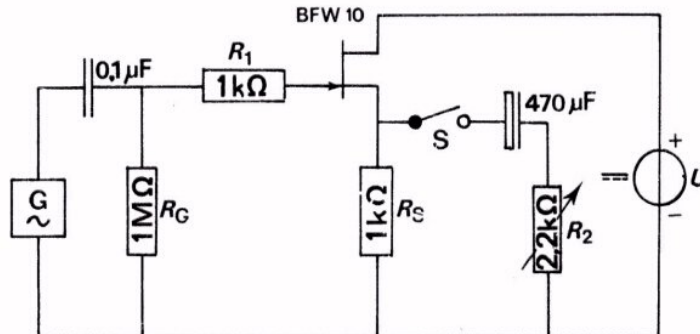 BFW 10
0,1 µF
R1
1kΩ
470 µF
S
G
~
1MΩ
RG
1kΩ
RS
2,2kΩ
R2
+
U
-